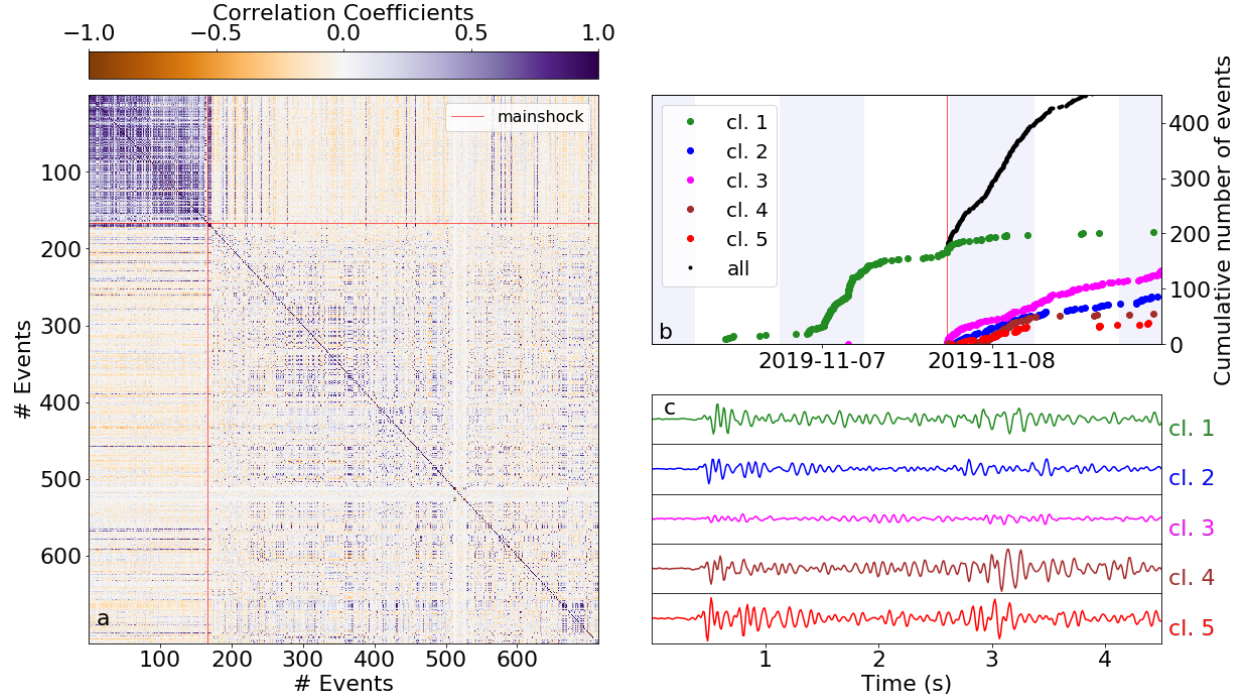 Correlation Coefficients
−1.0 −0.5 0.0 0.5 1.0
mainshock
100
200
300
400
500
600
# Events
a
100 200 300 400 500 600
# Events
cl. 1
cl. 2
cl. 3
cl. 4
cl. 5
all
b
400
300
200
100
0
Cumulative number of events
2019-11-07 2019-11-08
c
cl. 1
cl. 2
cl. 3
cl. 4
cl. 5
1 2 3 4
Time (s)